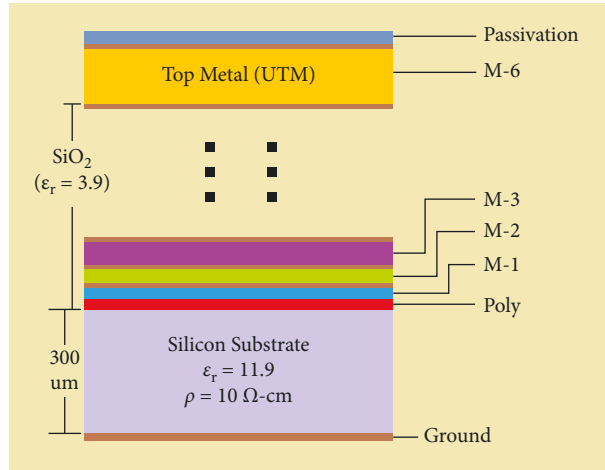 Passivation
Top Metal (UTM)
M-6
SiO₂
(εᵣ = 3.9)
M-3
M-2
M-1
Poly
300
um
Silicon Substrate
εᵣ = 11.9
ρ = 10 Ω-cm
Ground